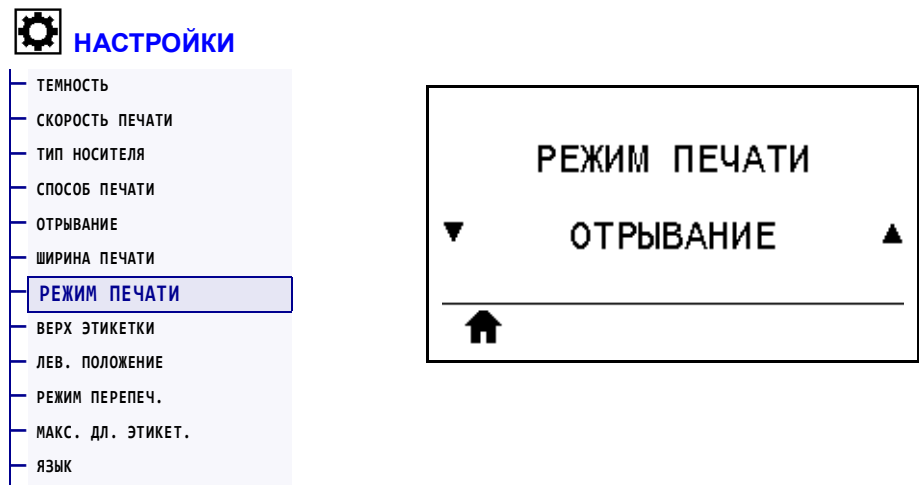 НАСТРОЙКИ
ТЕМНОСТЬ
СКОРОСТЬ ПЕЧАТИ
ТИП НОСИТЕЛЯ
СПОСОБ ПЕЧАТИ
ОТРЫВАНИЕ
ШИРИНА ПЕЧАТИ
РЕЖИМ ПЕЧАТИ
ВЕРХ ЭТИКЕТКИ
ЛЕВ. ПОЛОЖЕНИЕ
РЕЖИМ ПЕРЕПЕЧ.
МАКС. ДЛ. ЭТИКЕТ.
ЯЗЫК
РЕЖИМ ПЕЧАТИ
ОТРЫВАНИЕ